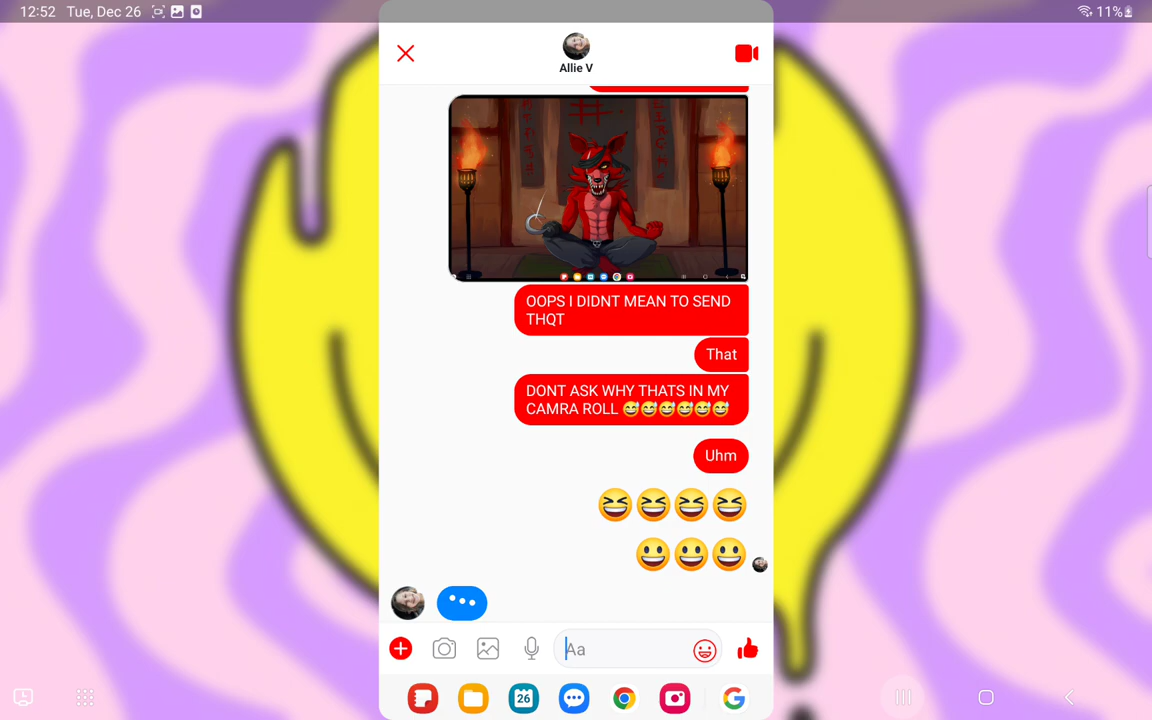 12:52 Tue, Dec 26
11%
Allie V
OOPS I DIDNT MEAN TO SEND
THQT
That
DONT ASK WHY THATS IN MY
CAMRA ROLL 😅😅😅😅😅😅
Uhm
😆😆😆😆
😃😃😃
Aa
26